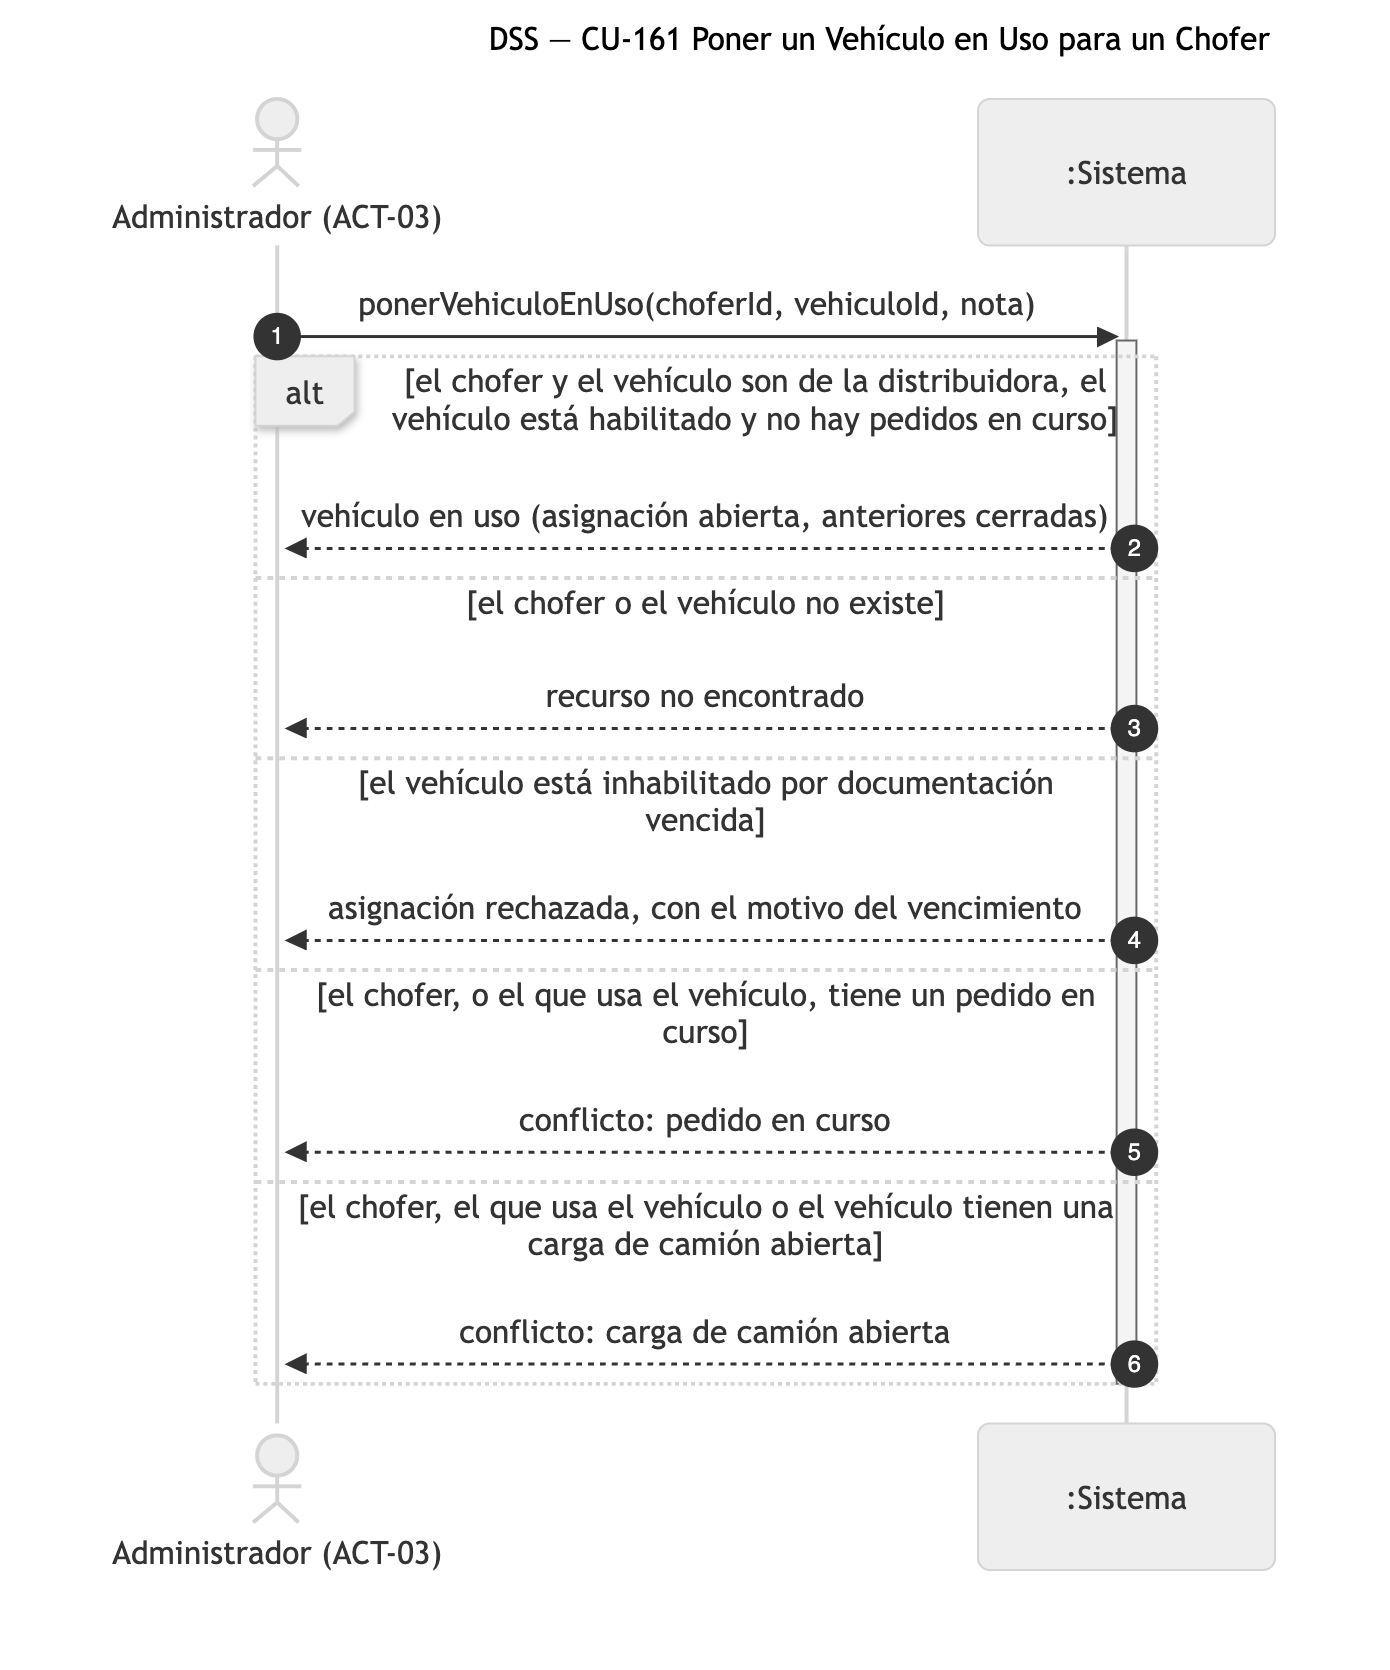 DSS — CU-161 Poner un Vehículo en Uso para un Chofer
Administrador (ACT-03)
:Sistema
ponerVehiculoEnUso(choferId, vehiculoId, nota)
1
alt
[el chofer y el vehículo son de la distribuidora, el
vehículo está habilitado y no hay pedidos en curso]
vehículo en uso (asignación abierta, anteriores cerradas)
2
[el chofer o el vehículo no existe]
recurso no encontrado
3
[el vehículo está inhabilitado por documentación
vencida]
asignación rechazada, con el motivo del vencimiento
4
[el chofer, o el que usa el vehículo, tiene un pedido en
curso]
conflicto: pedido en curso
5
[el chofer, el que usa el vehículo o el vehículo tienen una
carga de camión abierta]
conflicto: carga de camión abierta
6
Administrador (ACT-03)
:Sistema